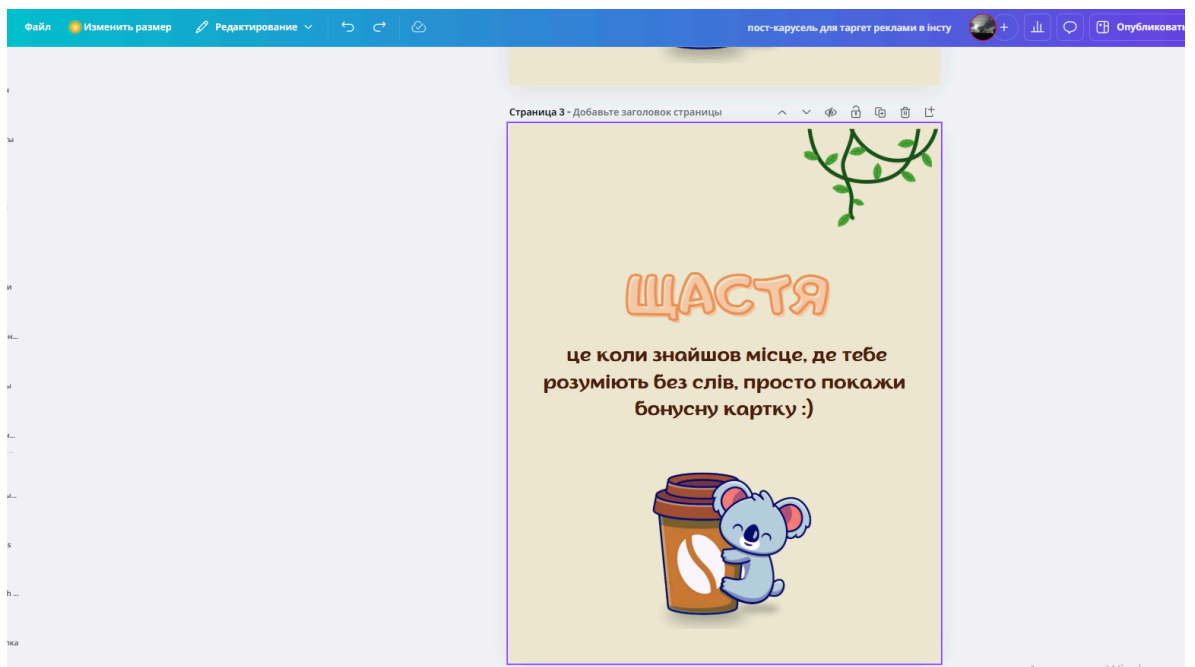 Файл Изменить размер Редактирование пост-карусель для таргет реклами в інсту Опубликовать
Страница 3 - Добавьте заголовок страницы
ЩАСТЯ
це коли знайшов місце, де тебе
розуміють без слів, просто покажи
бонусну картку :)